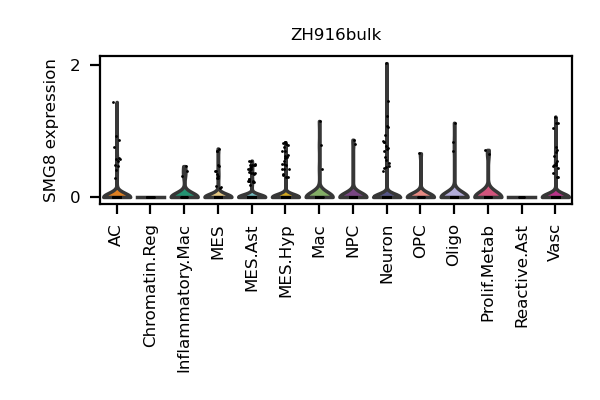 ZH916bulk
SMG8 expression
2
0
AC
Chromatin.Reg
Inflammatory.Mac
MES
MES.Ast
MES.Hyp
Mac
NPC
Neuron
OPC
Oligo
Prolif.Metab
Reactive.Ast
Vasc